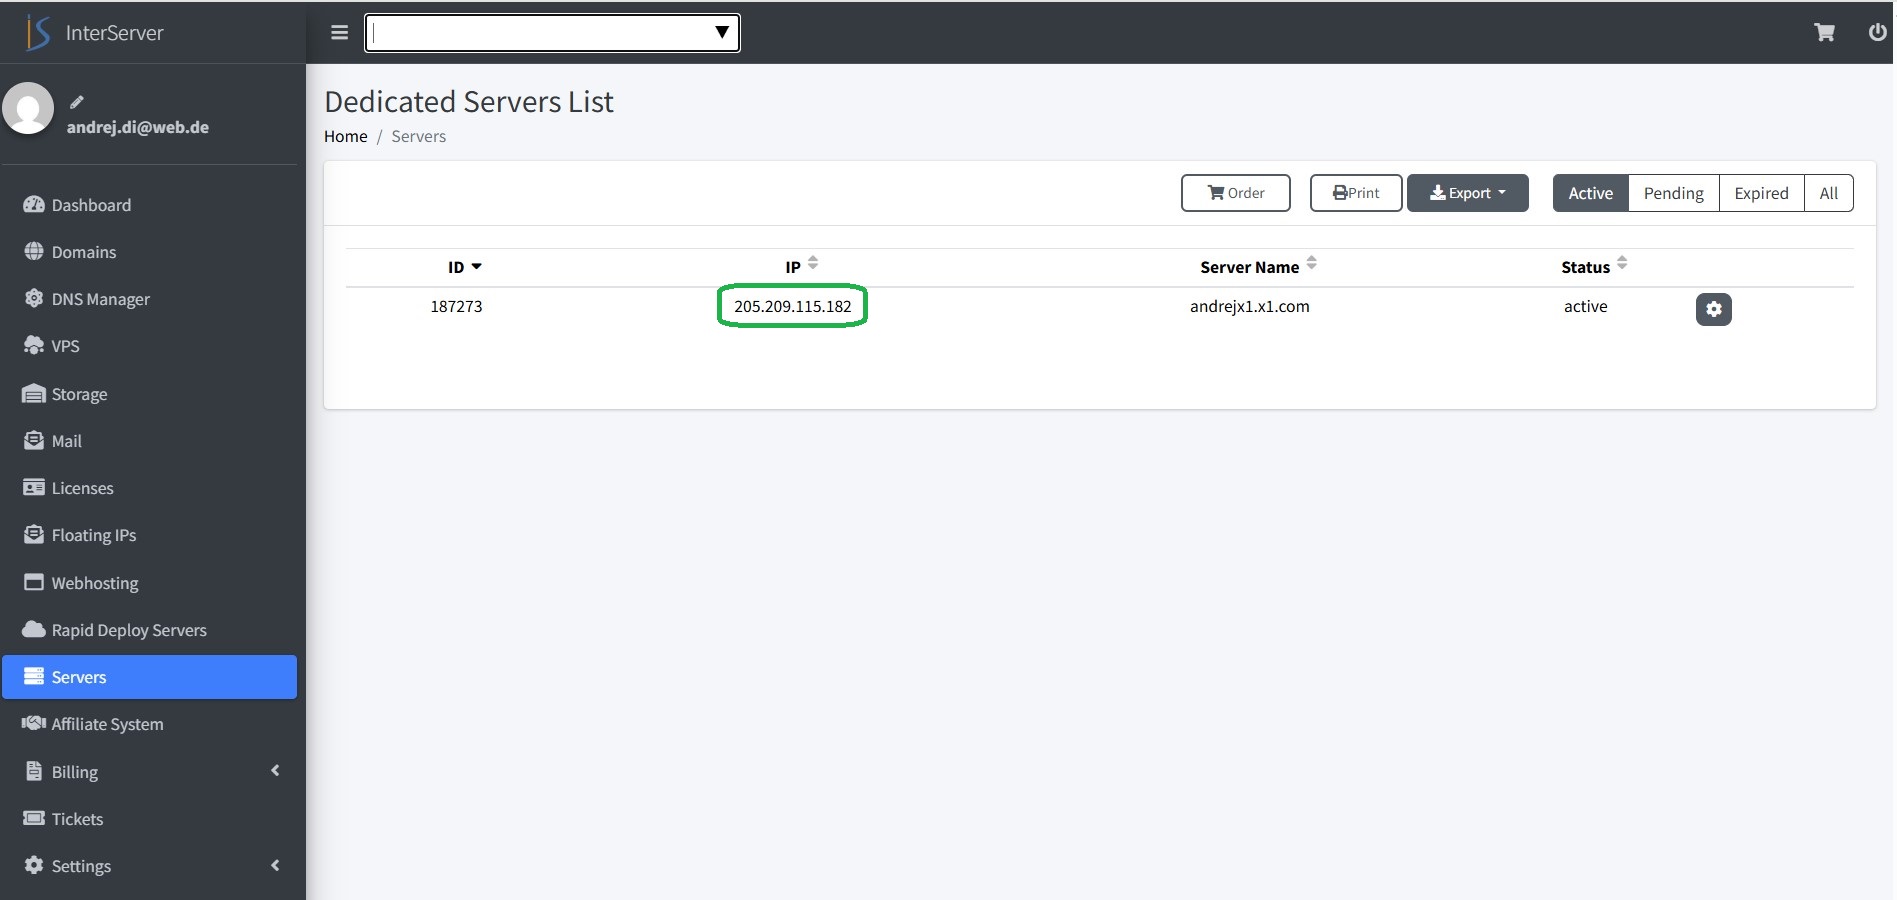 InterServer
andrej.di@web.de
Dashboard
Domains
DNS Manager
VPS
Storage
Mail
Licenses
Floating IPs
Webhosting
Rapid Deploy Servers
Servers
Affiliate System
Billing
Tickets
Settings
Dedicated Servers List
Home / Servers
Order Print Export Active Pending Expired All
ID IP Server Name Status
187273 205.209.115.182 andrejx1.x1.com active